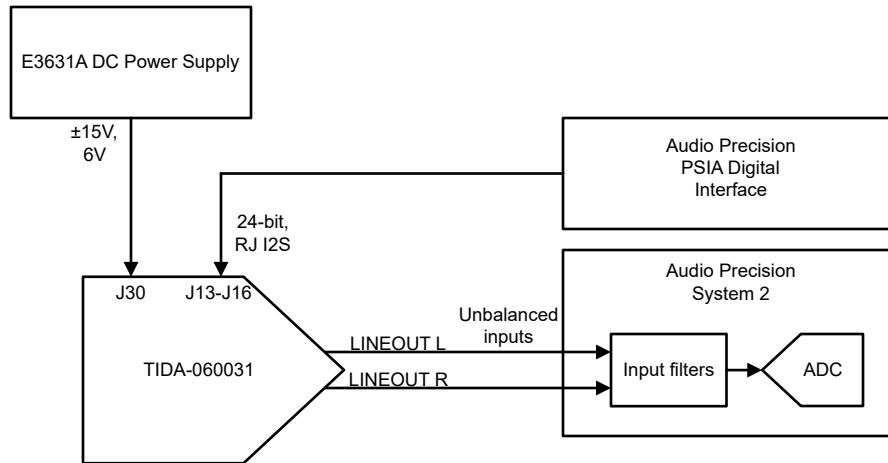 E3631A DC Power Supply
±15V,
6V
Audio Precision
PSIA Digital
Interface
24-bit,
RJ I2S
J30
J13-J16
TIDA-060031
LINEOUT L
LINEOUT R
Unbalanced
inputs
Audio Precision
System 2
Input filters
ADC